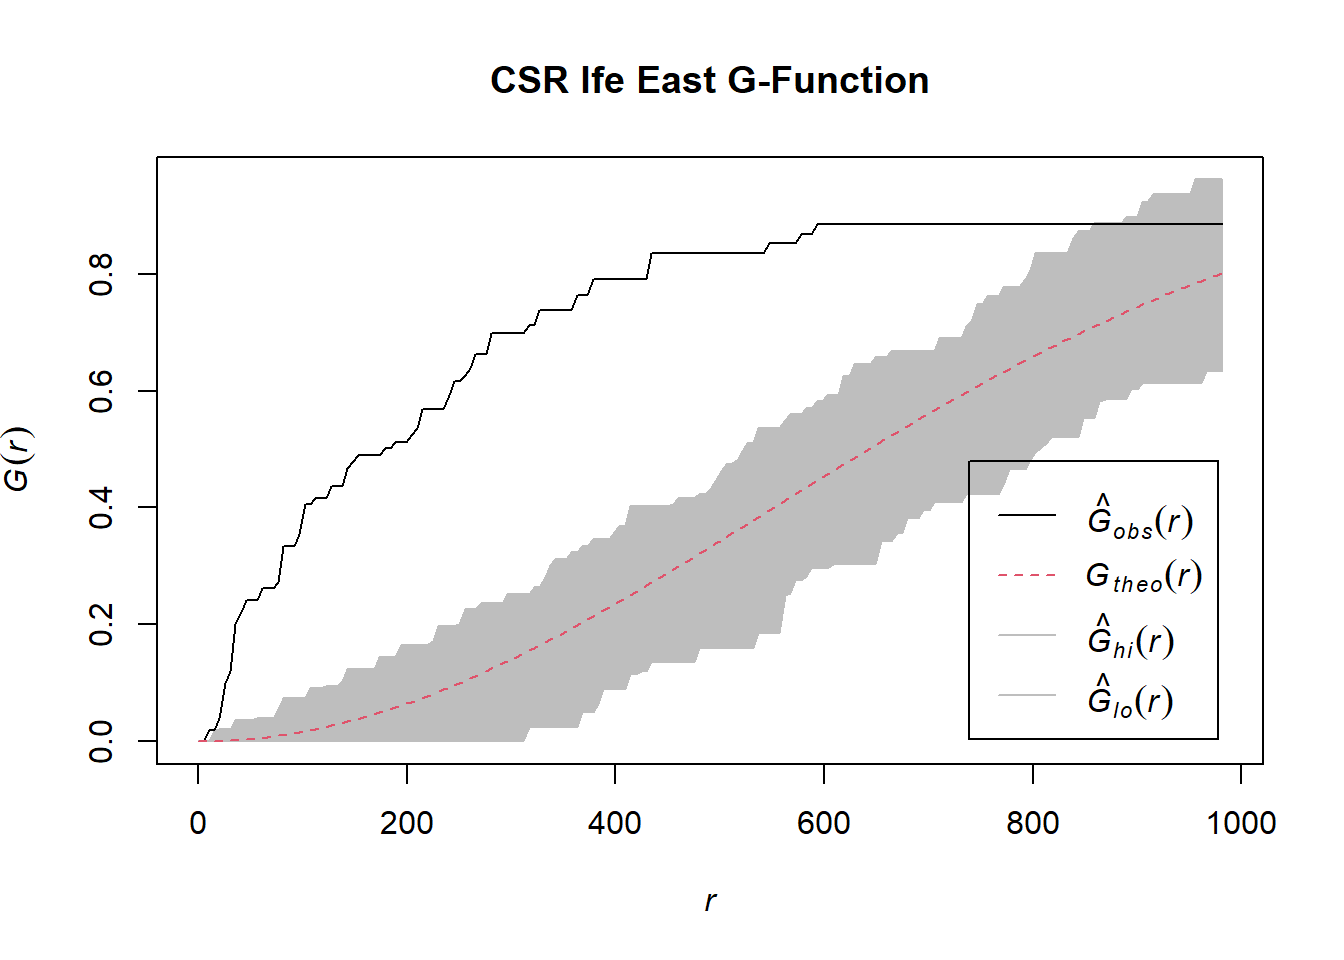 CSR Ife East G-Function
G(r)
0.8
0.6
0.4
0.2
0.0
Ĝobs(r)
Gtheo(r)
Ĝhi(r)
Ĝlo(r)
0 200 400 600 800 1000
r